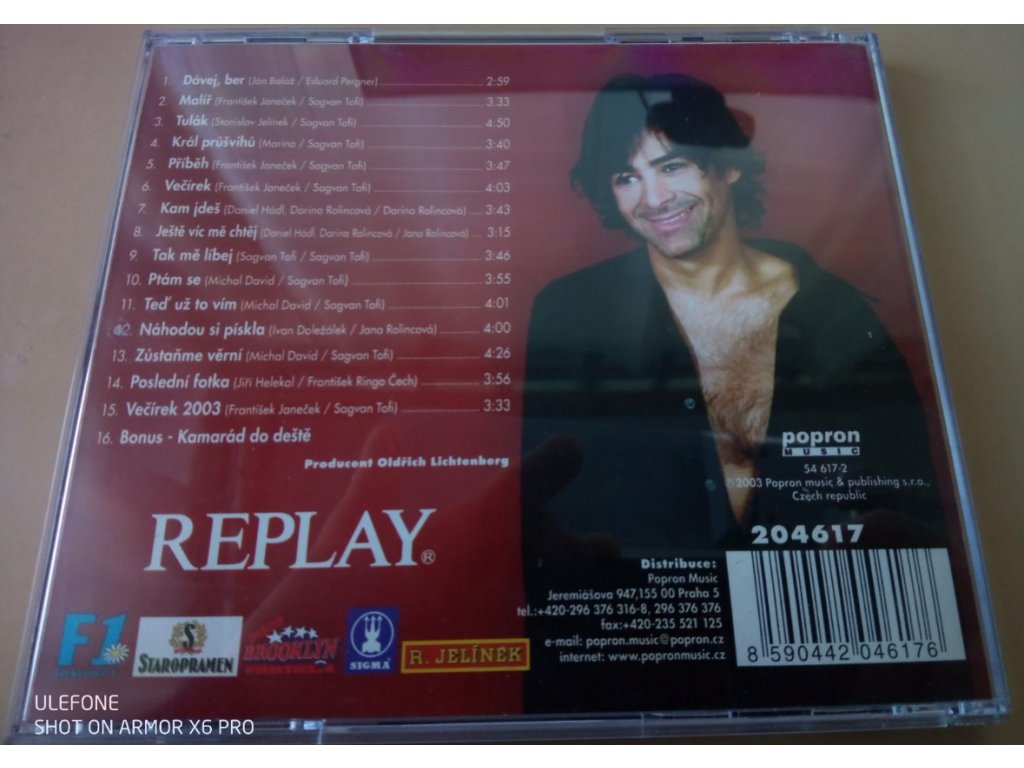 1. Dávej, ber (Ján Baláž / Eduard Pergner) 2:59
2. Malíř (František Janeček / Sagvan Tofi) 3.33
3. Tulák (Stanislav Jelínek / Sagvan Tofi) 4:50
4. Král průšvihů (Marino / Sagvan Tofi) 3:40
5. Příběh (František Janeček / Sagvan Tofi) 3:47
6. Večírek (František Janeček / Sagvan Tofi) 4:03
7. Kam jdeš (Daniel Hádl, Darina Rolincová / Darina Rolincová) 3:43
8. Ještě víc mě chtěj (Daniel Hádl, Darina Rolincová / Jana Rolincová) 3:15
9. Tak mě líbej (Sagvan Tofi / Sagvan Tofi) 3:46
10. Ptám se (Michal David / Sagvan Tofi) 3:55
11. Teď už to vím (Michal David / Sagvan Tofi) 4:01
12. Náhodou si pískla (Ivan Doležálek / Jana Rolincová) 4:00
13. Zůstaňme věrní (Michal David / Sagvan Tofi) 4:26
14. Poslední fotka (Jiří Helekal / František Ringo Čech) 3:56
15. Večírek 2003 (František Janeček / Sagvan Tofi) 3:33
16. Bonus - Kamarád do deště
Producent Oldřich Lichtenberg
popron
MUSIC
54 617-2
℗2003 Popron music & publishing s.r.o.,
Czech republic
204617
REPLAY®
Distribuce:
Popron Music
Jeremiášova 947,155 00 Praha 5
tel.:+420-296 376 316-8, 296 376 376
fax:+420-235 521 125
e-mail: popron.music@popron.cz
internet: www.popronmusic.cz
8 590442 046176
F1
STAROPRAMEN
BROOKLYN
SIGMA
R. JELÍNEK
ULEFONE
SHOT ON ARMOR X6 PRO